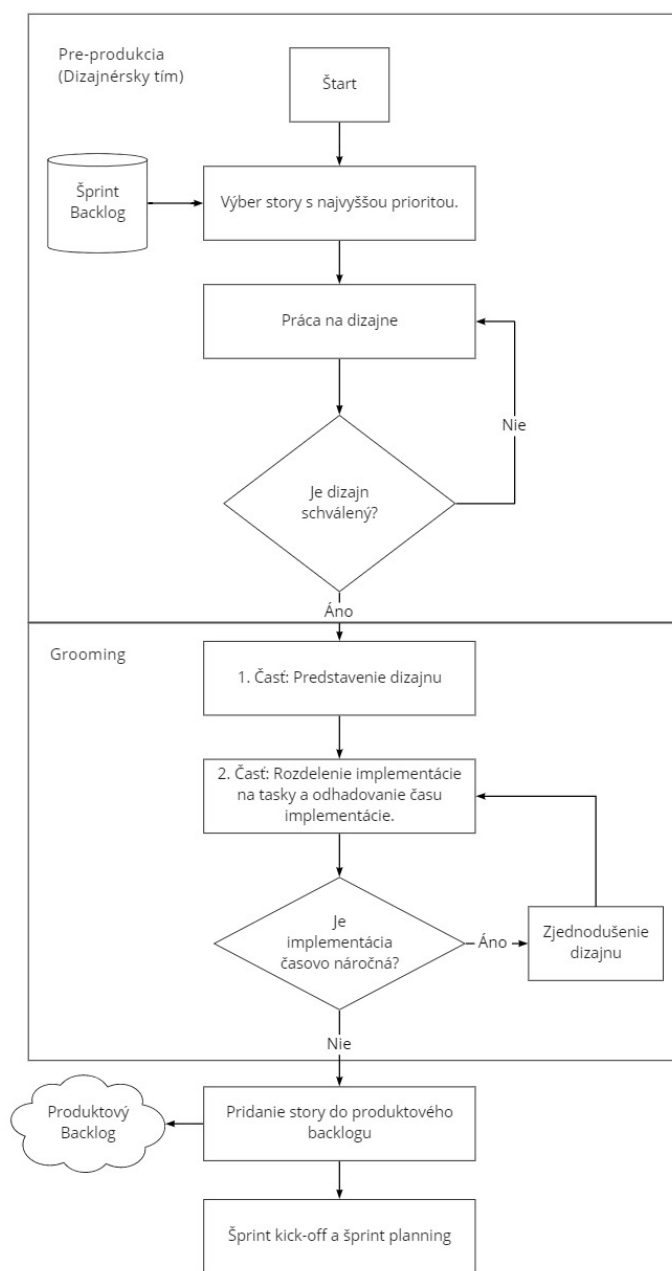 Pre-produkcia
(Dizajnérsky tím)
Štart
Šprint
Backlog
Výber story s najvyššou prioritou.
Práca na dizajne
Nie
Je dizajn
schválený?
Áno
Grooming
1. Časť: Predstavenie dizajnu
2. Časť: Rozdelenie implementácie
na tasky a odhadovanie času
implementácie.
Je
implementácia
časovo náročná?
Áno
Zjednodušenie
dizajnu
Nie
Produktový
Backlog
Pridanie story do produktového
backlogu
Šprint kick-off a šprint planning